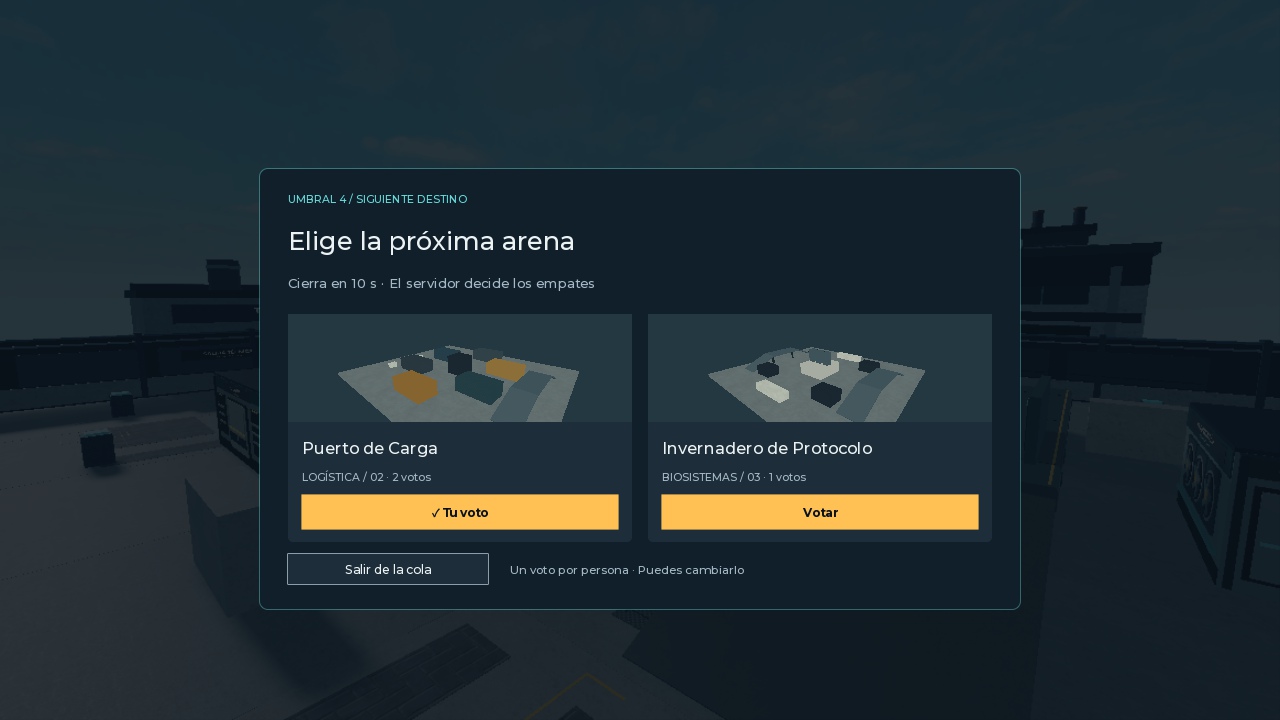 UMBRAL 4 / SIGUIENTE DESTINO
Elige la próxima arena
Cierra en 10 s · El servidor decide los empates
Puerto de Carga
LOGÍSTICA / 02 · 2 votos
✓ Tu voto
Invernadero de Protocolo
BIOSISTEMAS / 03 · 1 votos
Votar
Salir de la cola
Un voto por persona · Puedes cambiarlo